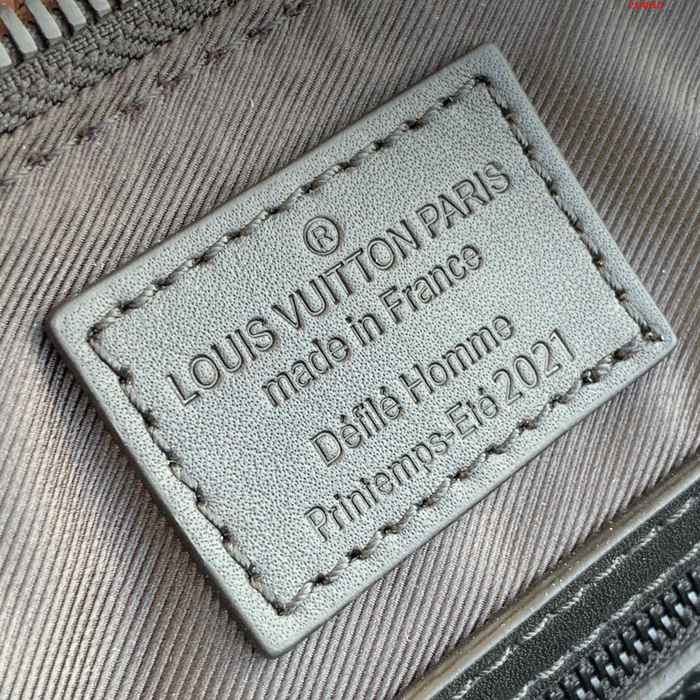 ®
LOUIS VUITTON PARIS
made in France
Défilé Homme
Printemps-Eté 2021